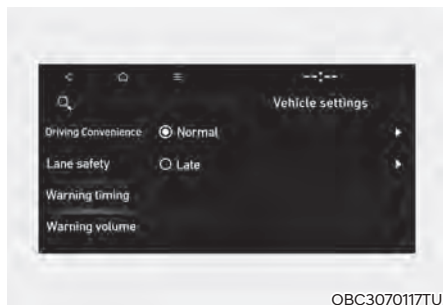 --:--
Vehicle settings
Driving Convenience
Normal
Lane safety
Late
Warning timing
Warning volume
OBC3070117TU